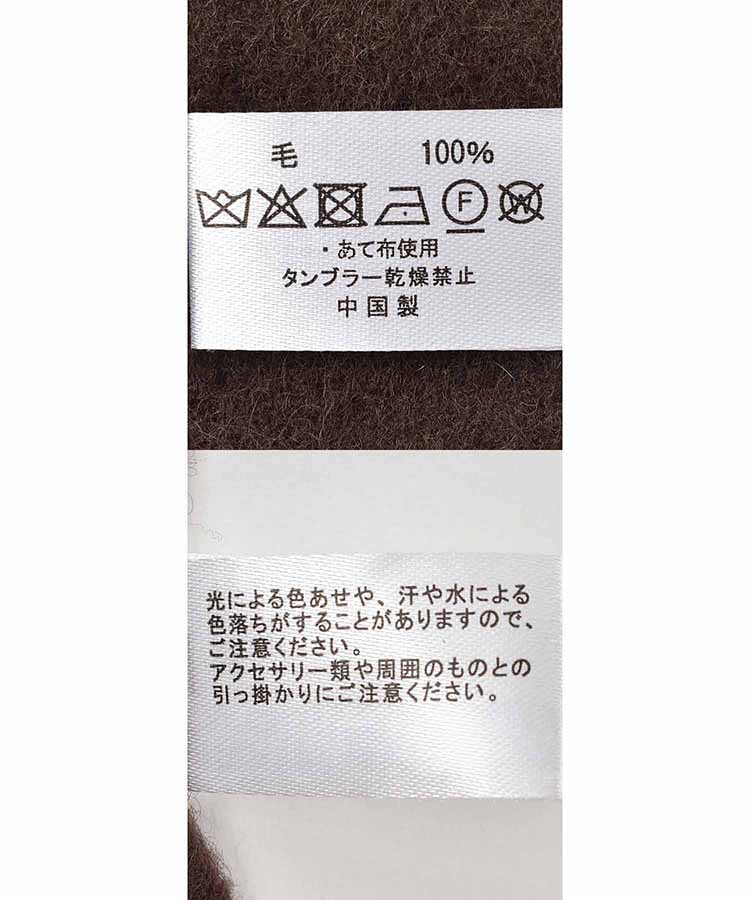 毛 100%
F W
・あて布使用
タンブラー乾燥禁止
中国製
光による色あせや、汗や水による
色落ちがすることがありますので、
ご注意ください。
アクセサリー類や周囲のものとの
引っ掛かりにご注意ください。